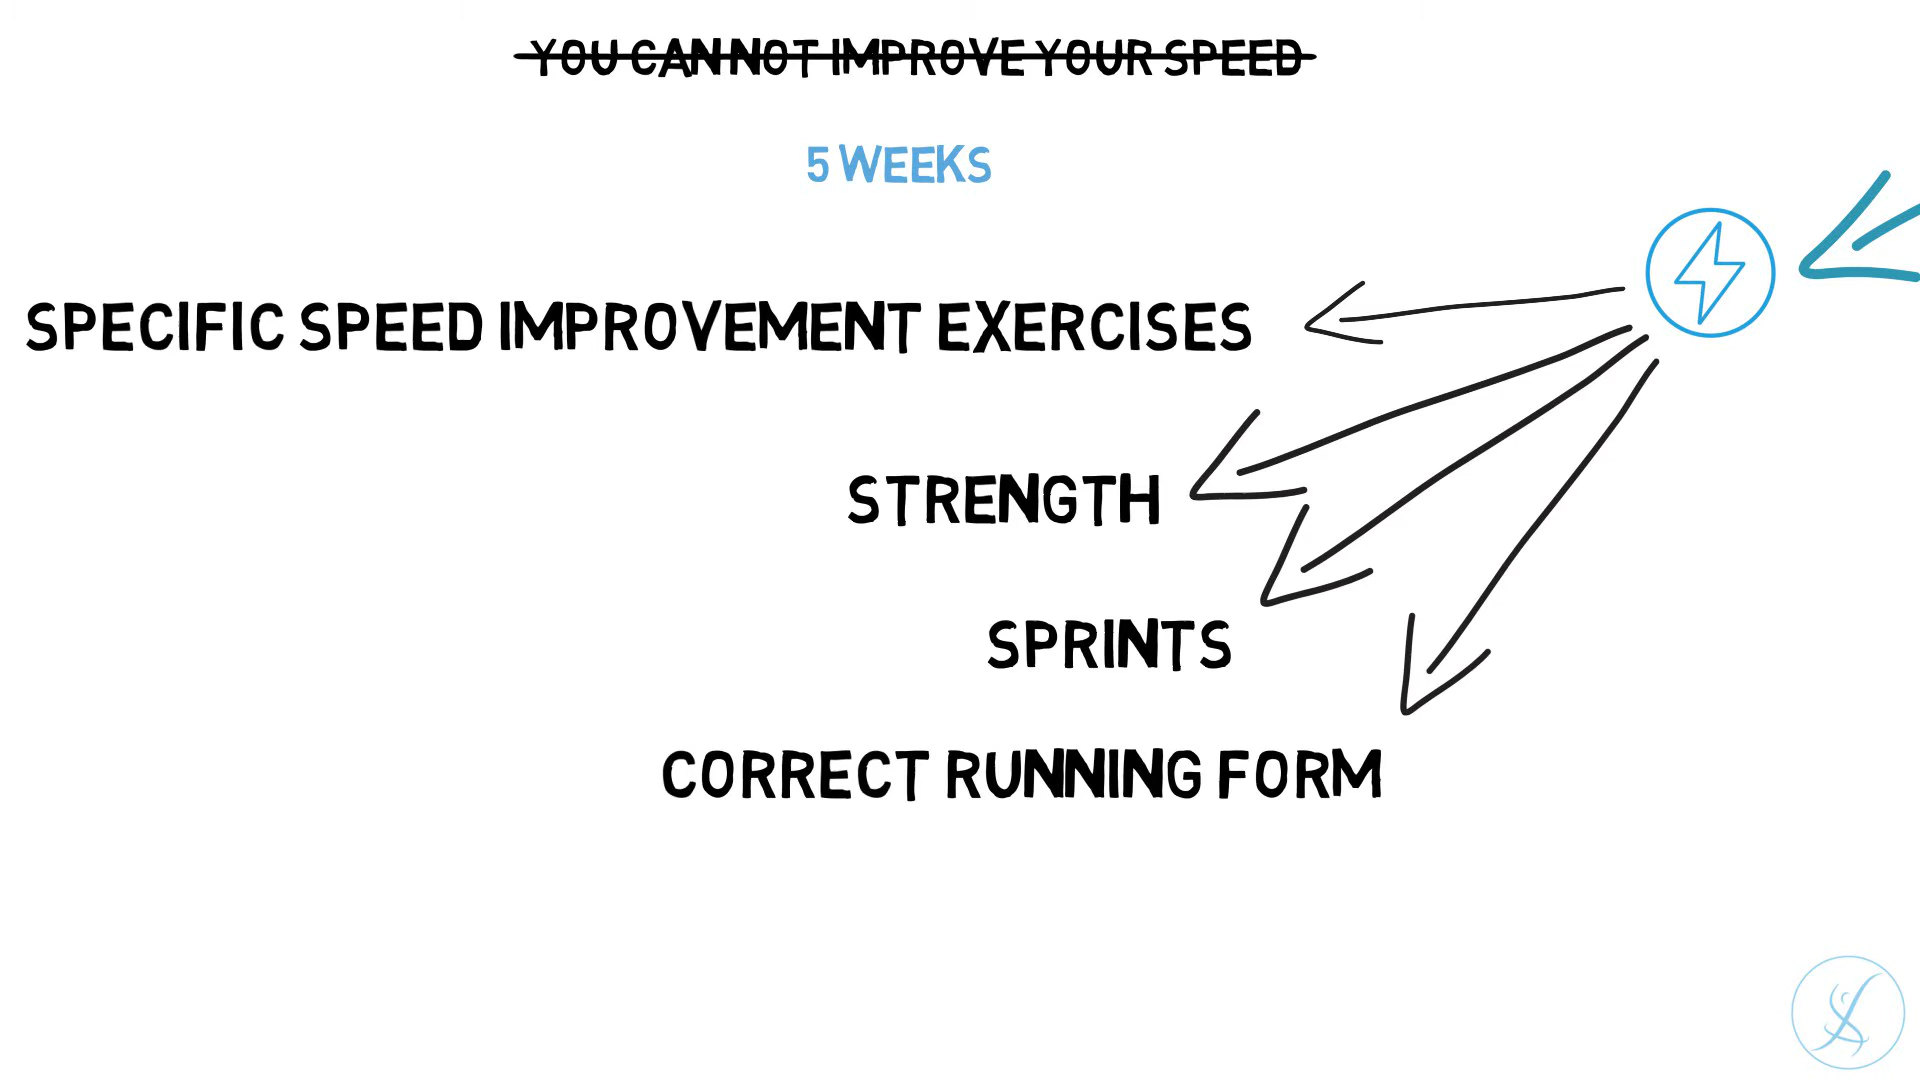 YOU CAN NOT IMPROVE YOUR SPEED
5 WEEKS
SPECIFIC SPEED IMPROVEMENT EXERCISES
STRENGTH
SPRINTS
CORRECT RUNNING FORM